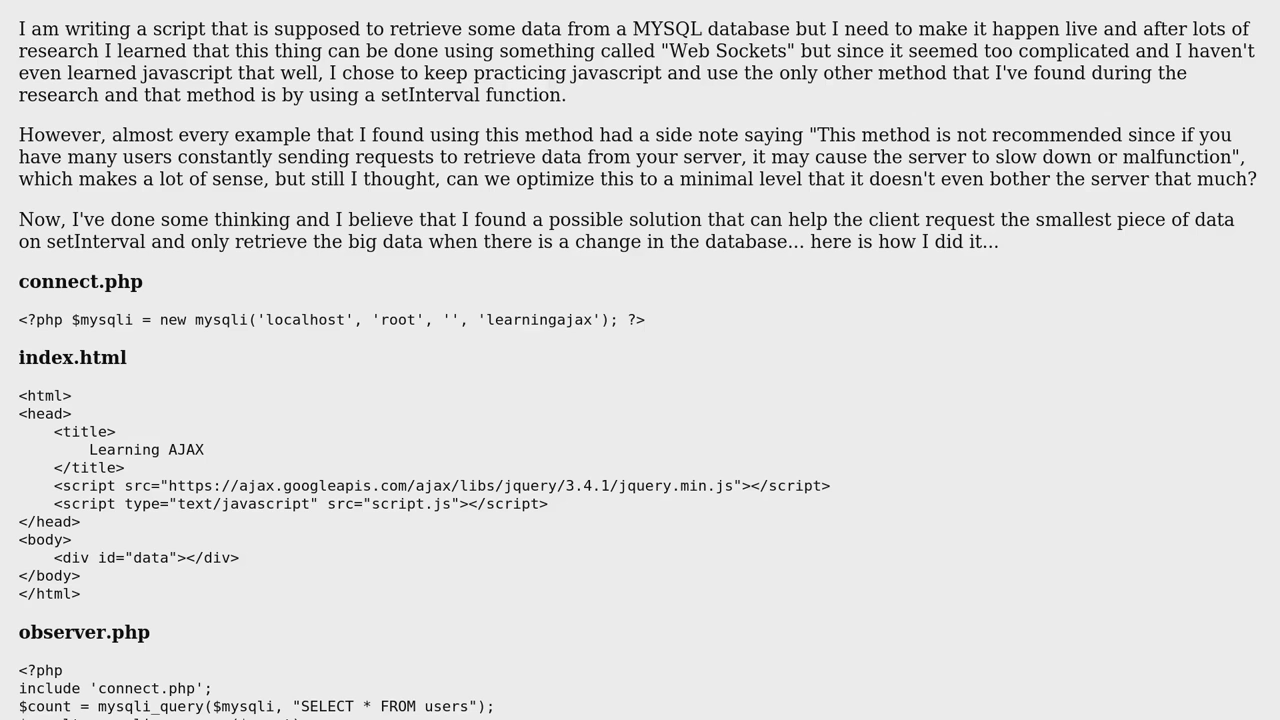 I am writing a script that is supposed to retrieve some data from a MYSQL database but I need to make it happen live and after lots of
research I learned that this thing can be done using something called "Web Sockets" but since it seemed too complicated and I haven't
even learned javascript that well, I chose to keep practicing javascript and use the only other method that I've found during the
research and that method is by using a setInterval function.
However, almost every example that I found using this method had a side note saying "This method is not recommended since if you
have many users constantly sending requests to retrieve data from your server, it may cause the server to slow down or malfunction",
which makes a lot of sense, but still I thought, can we optimize this to a minimal level that it doesn't even bother the server that much?
Now, I've done some thinking and I believe that I found a possible solution that can help the client request the smallest piece of data
on setInterval and only retrieve the big data when there is a change in the database... here is how I did it...
connect.php
<?php $mysqli = new mysqli('localhost', 'root', '', 'learningajax'); ?>
index.html
<html>
<head>
    <title>
        Learning AJAX
    </title>
    <script src="https://ajax.googleapis.com/ajax/libs/jquery/3.4.1/jquery.min.js"></script>
    <script type="text/javascript" src="script.js"></script>
</head>
<body>
    <div id="data"></div>
</body>
</html>
observer.php
<?php
include 'connect.php';
$count = mysqli_query($mysqli, "SELECT * FROM users");